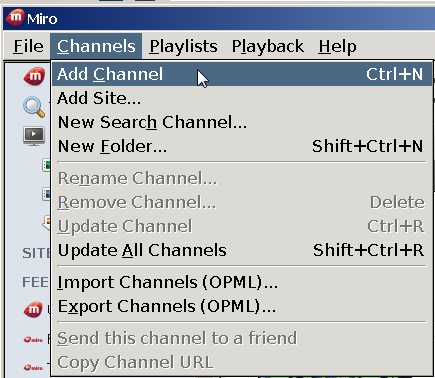 Miro
File Channels Playlists Playback Help
Add Channel Ctrl+N
Add Site...
New Search Channel...
New Folder... Shift+Ctrl+N
Rename Channel...
Remove Channel... Delete
Update Channel Ctrl+R
Update All Channels Shift+Ctrl+R
SITE
FEE
Import Channels (OPML)...
Export Channels (OPML)...
Send this channel to a friend
Copy Channel URL